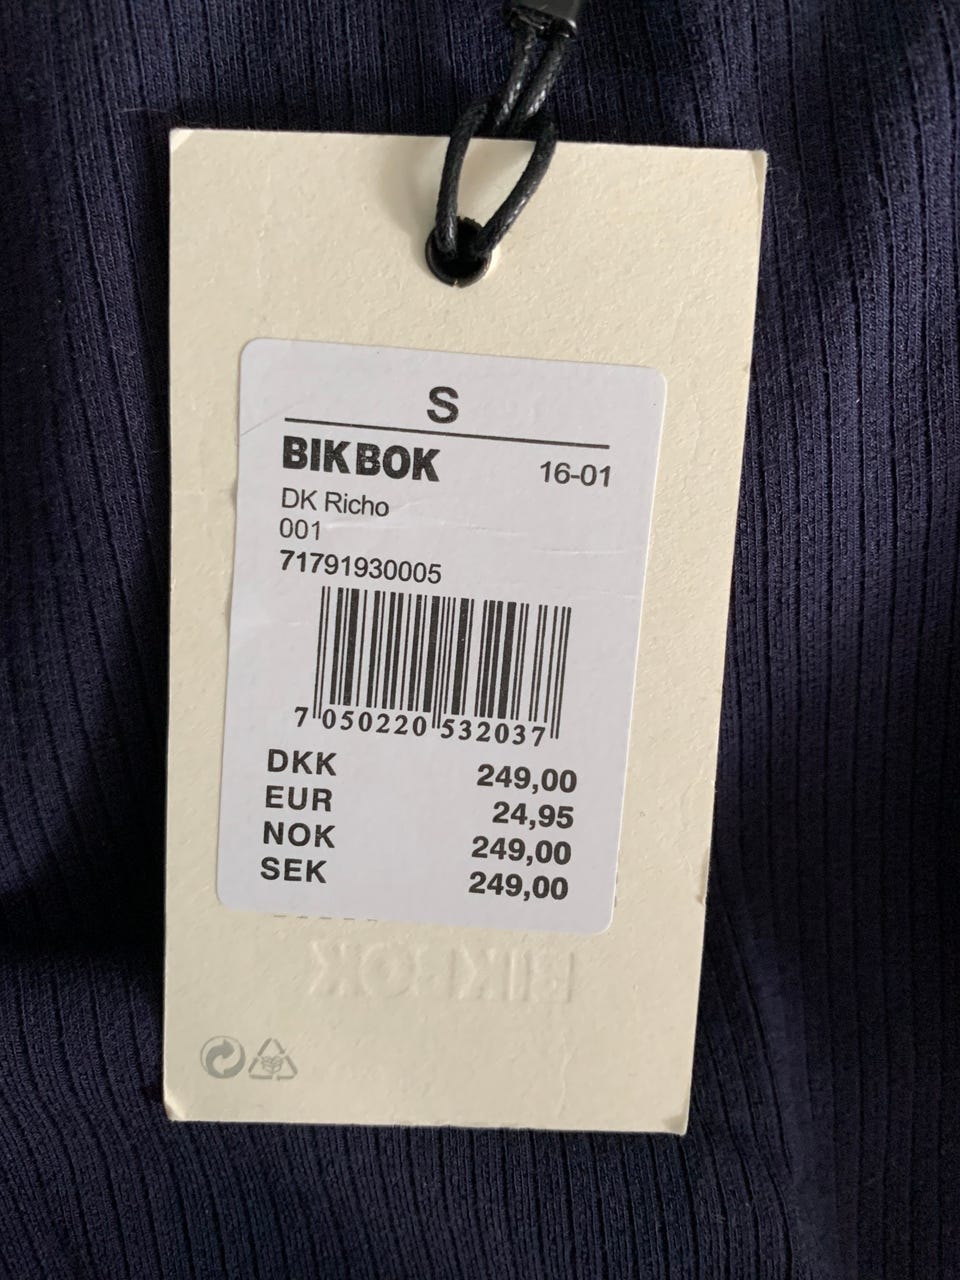 S
BIKBOK 16-01
DK Richo
001
71791930005
7 050220 532037
DKK 249,00
EUR 24,95
NOK 249,00
SEK 249,00
BIKBOK